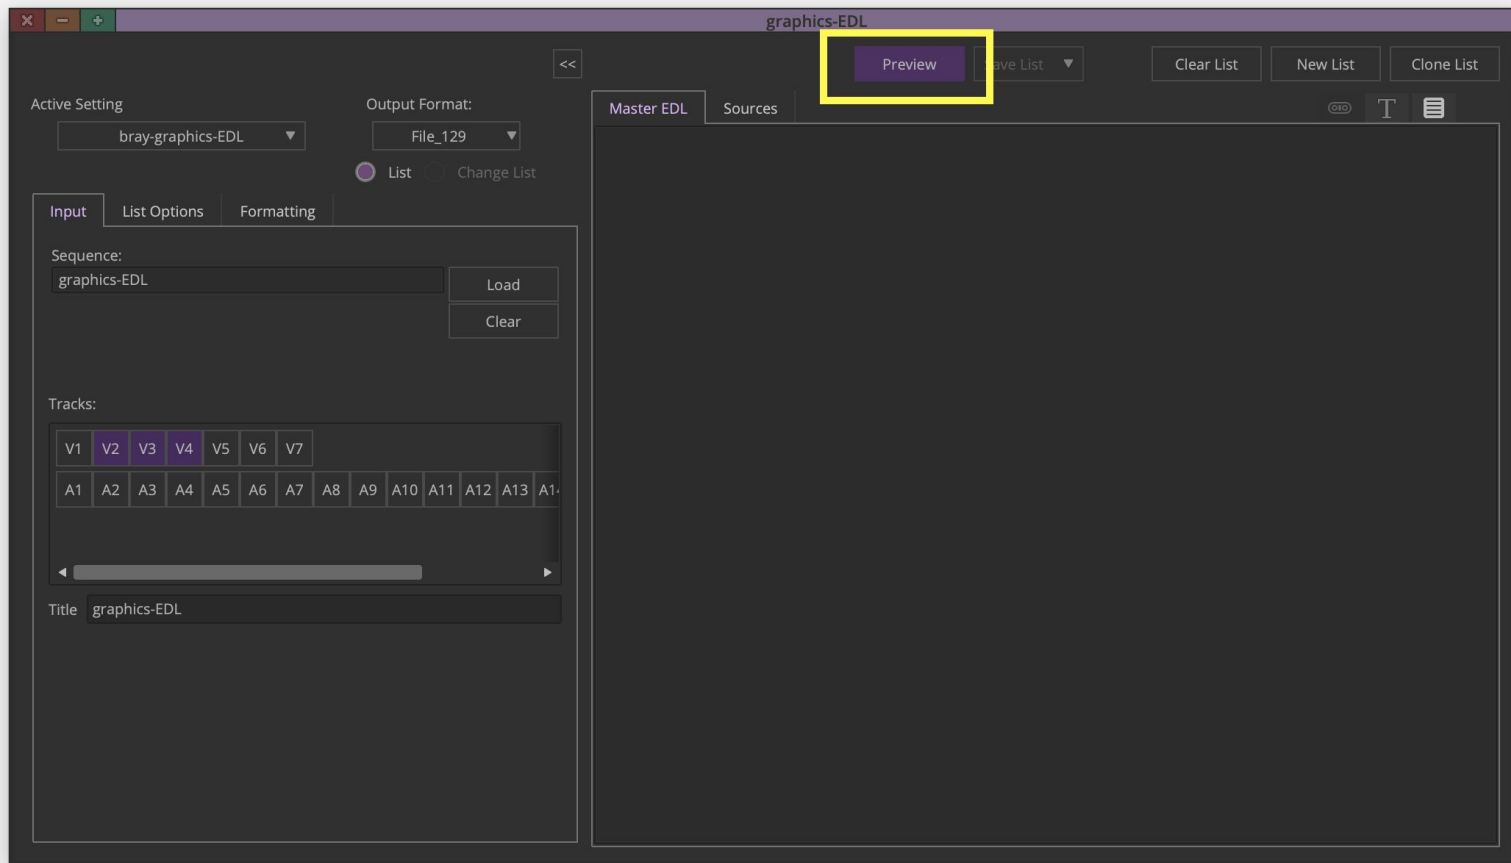 graphics-EDL
<<
Preview
Save List
Clear List
New List
Clone List
Active Setting
Output Format:
bray-graphics-EDL
File_129
List
Change List
Master EDL
Sources
T
Input
List Options
Formatting
Sequence:
graphics-EDL
Load
Clear
Tracks:
V1 V2 V3 V4 V5 V6 V7
A1 A2 A3 A4 A5 A6 A7 A8 A9 A10 A11 A12 A13
Title graphics-EDL